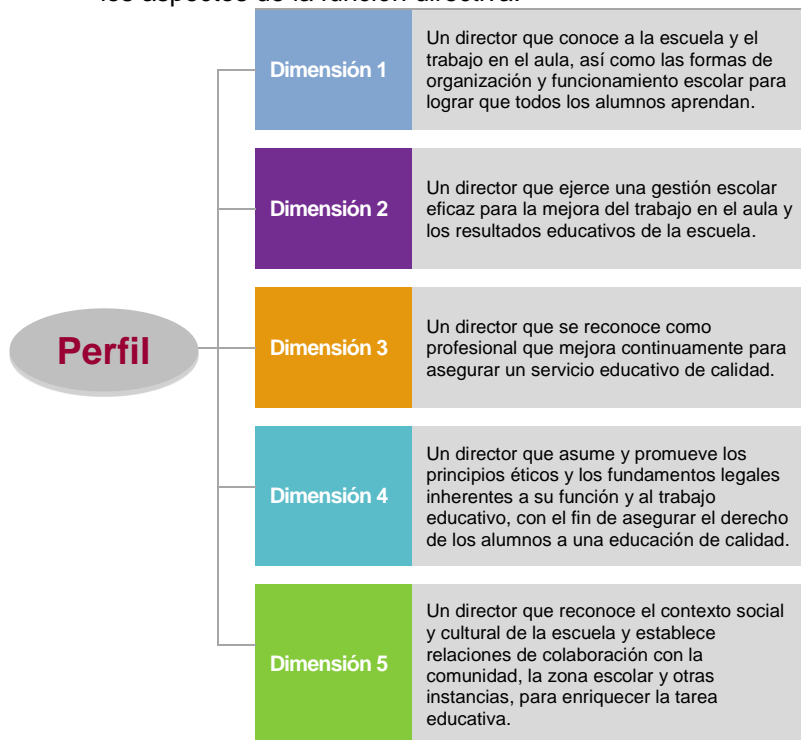 los aspectos de la función directiva.
Dimensión 1
Un director que conoce a la escuela y el
trabajo en el aula, así como las formas de
organización y funcionamiento escolar para
lograr que todos los alumnos aprendan.
Dimensión 2
Un director que ejerce una gestión escolar
eficaz para la mejora del trabajo en el aula y
los resultados educativos de la escuela.
Perfil
Dimensión 3
Un director que se reconoce como
profesional que mejora continuamente para
asegurar un servicio educativo de calidad.
Dimensión 4
Un director que asume y promueve los
principios éticos y los fundamentos legales
inherentes a su función y al trabajo
educativo, con el fin de asegurar el derecho
de los alumnos a una educación de calidad.
Dimensión 5
Un director que reconoce el contexto social
y cultural de la escuela y establece
relaciones de colaboración con la
comunidad, la zona escolar y otras
instancias, para enriquecer la tarea
educativa.